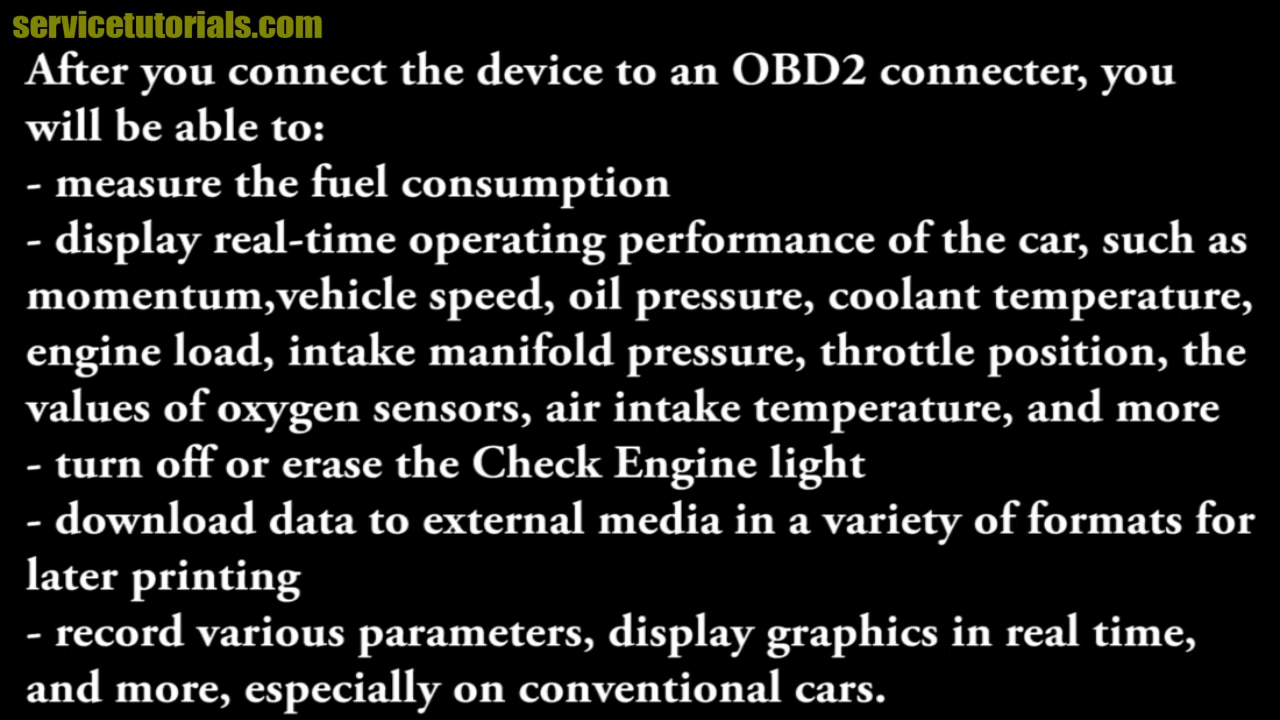 servicetutorials.com
After you connect the device to an OBD2 connecter, you
will be able to:
- measure the fuel consumption
- display real-time operating performance of the car, such as
momentum,vehicle speed, oil pressure, coolant temperature,
engine load, intake manifold pressure, throttle position, the
values of oxygen sensors, air intake temperature, and more
- turn off or erase the Check Engine light
- download data to external media in a variety of formats for
later printing
- record various parameters, display graphics in real time,
and more, especially on conventional cars.